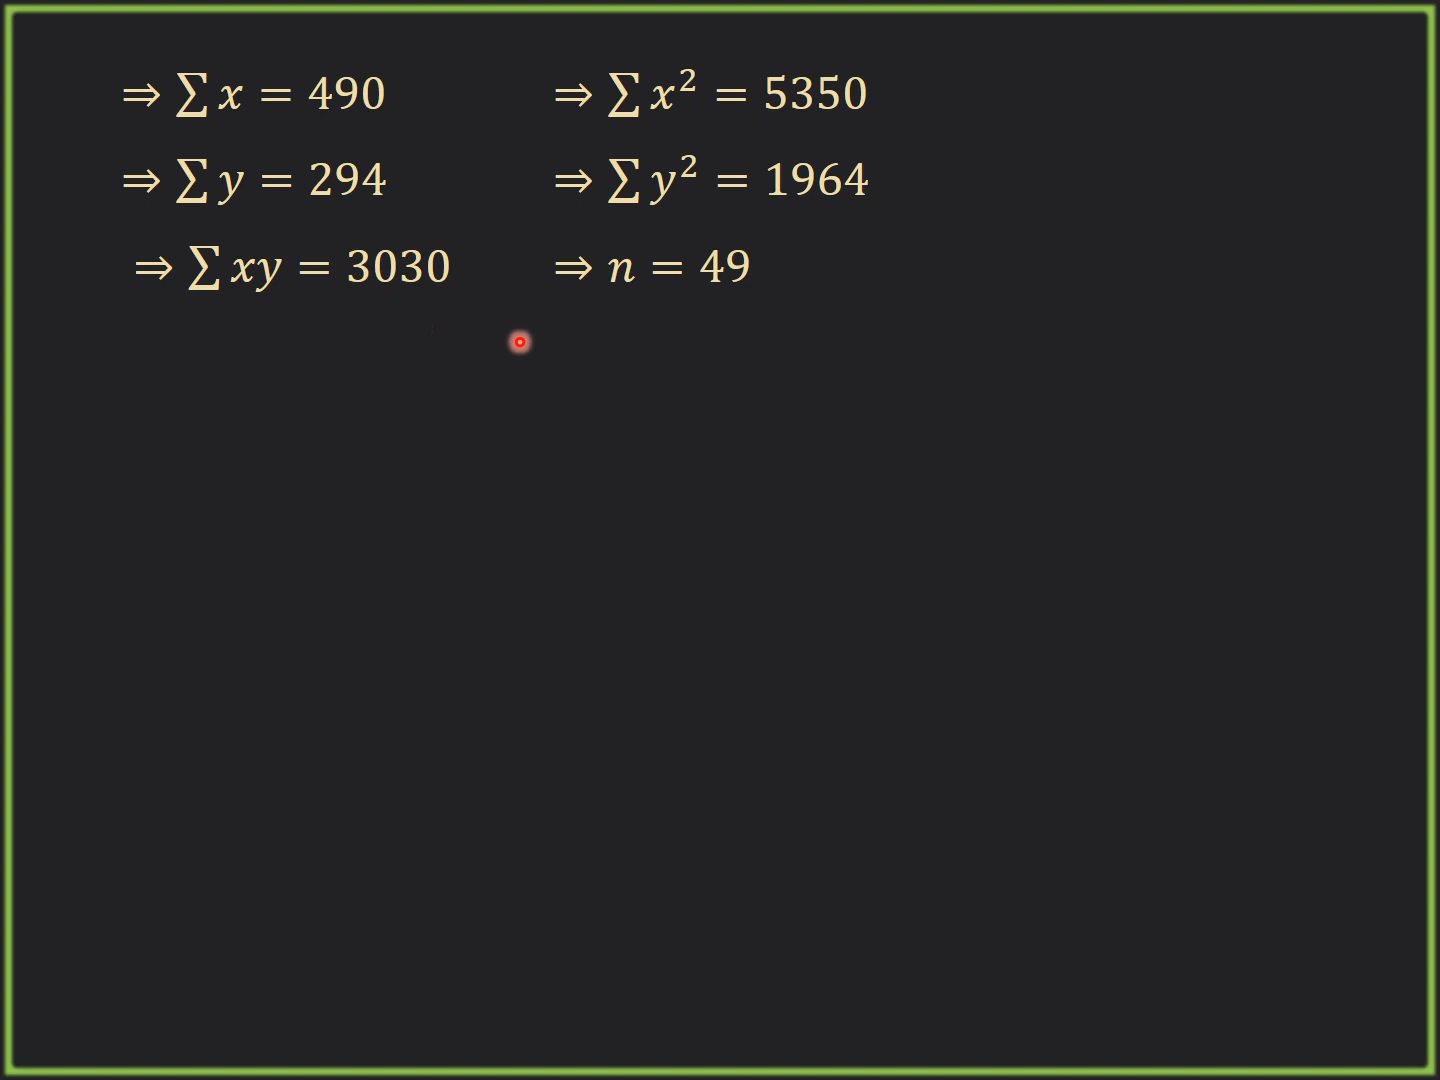 ⇒ ∑ x = 490 ⇒ ∑ x² = 5350
⇒ ∑ y = 294 ⇒ ∑ y² = 1964
⇒ ∑ xy = 3030 ⇒ n = 49